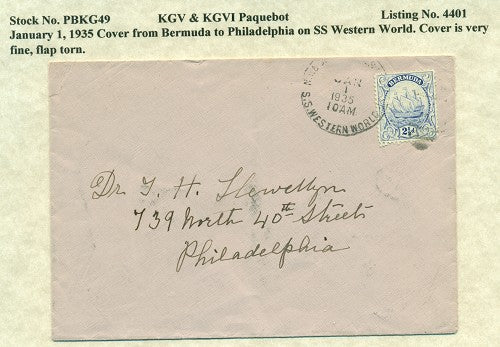 Stock No. PBKG49 KGV & KGVI Paquebot Listing No. 4401
January 1, 1935 Cover from Bermuda to Philadelphia on SS Western World. Cover is very
fine, flap torn.
JAN
1
1935
10AM
S.S. WESTERN WORLD
BERMUDA
2½d
Dr. T. H. Llewellyn
739 North 40th Streets
Philadelphia